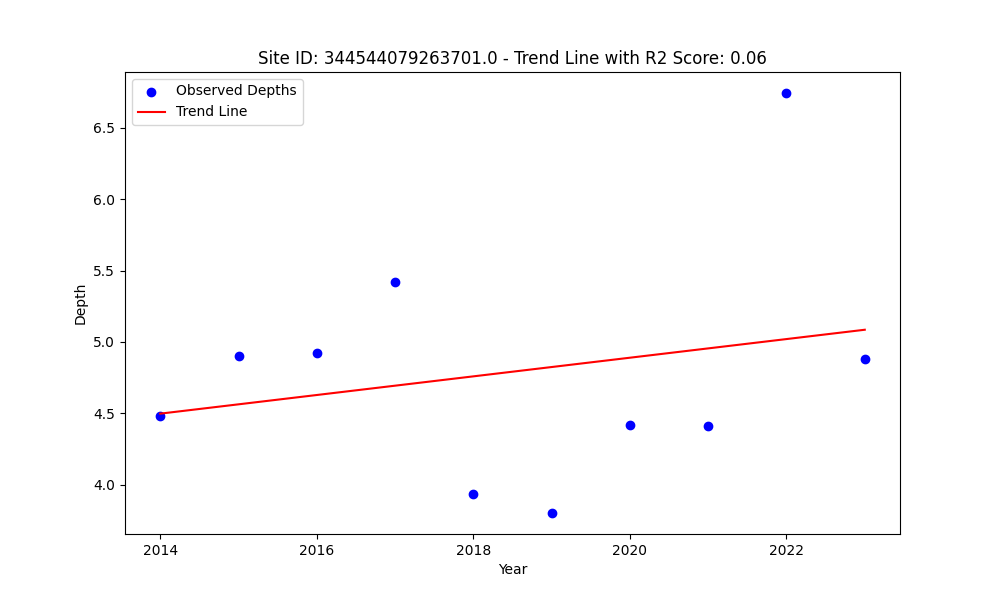 Site ID: 344544079263701.0 - Trend Line with R2 Score: 0.06
Observed Depths
Trend Line
6.5
6.0
5.5
5.0
4.5
4.0
Depth
2014 2016 2018 2020 2022
Year